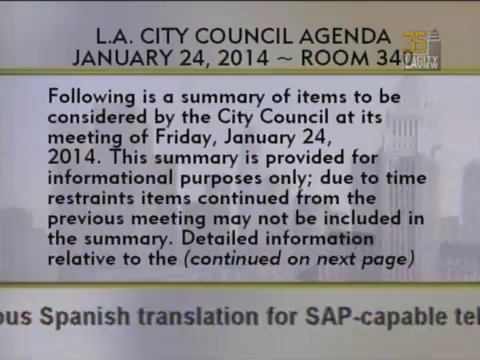 L.A. CITY COUNCIL AGENDA
JANUARY 24, 2014 ~ ROOM 340
35
LACITYVIEW
Following is a summary of items to be
considered by the City Council at its
meeting of Friday, January 24,
2014. This summary is provided for
informational purposes only; due to time
restraints items continued from the
previous meeting may not be included in
the summary. Detailed information
relative to the (continued on next page)
ous Spanish translation for SAP-capable tel